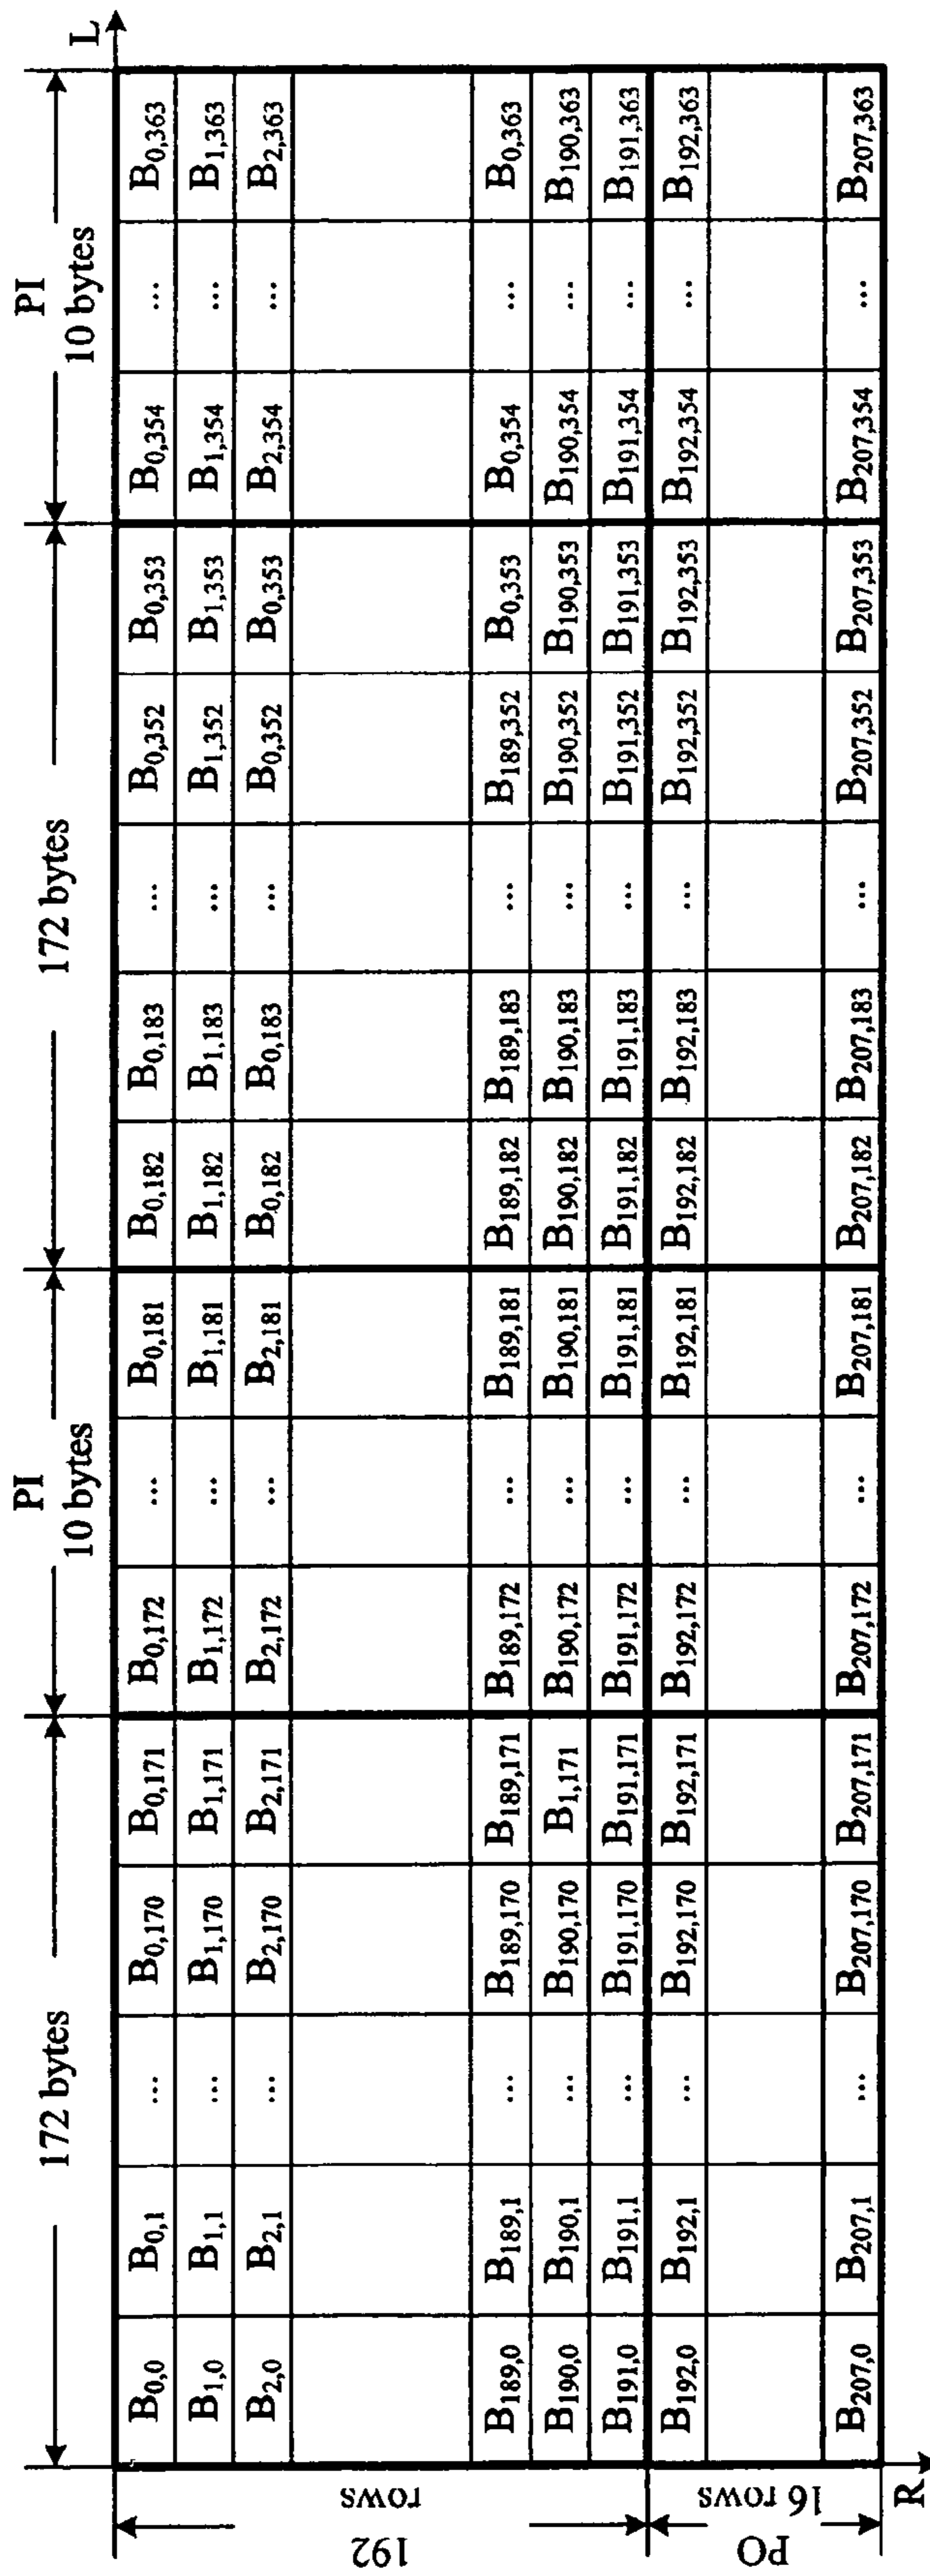 172 bytes PI 10 bytes 172 bytes PI 10 bytes L
B0,0 B0,1 ... B0,170 B0,171 B0,172 ... B0,181 B0,182 B0,183 ... B0,352 B0,353 B0,354 ... B0,363
B1,0 B1,1 ... B1,170 B1,171 B1,172 ... B1,181 B1,182 B1,183 ... B1,352 B1,353 B1,354 ... B1,363
B2,0 B2,1 ... B2,170 B2,171 B2,172 ... B2,181 B0,182 B0,183 ... B0,352 B0,353 B2,354 ... B2,363
192 rows
B189,0 B189,1 ... B189,170 B189,171 B189,172 ... B189,181 B189,182 B189,183 ... B189,352 B0,353 B0,354 ... B0,363
B190,0 B190,1 ... B190,170 B1,171 B190,172 ... B190,181 B190,182 B190,183 ... B190,352 B190,353 B190,354 ... B190,363
B191,0 B191,1 ... B191,170 B191,171 B191,172 ... B191,181 B191,182 B191,183 ... B191,352 B191,353 B191,354 ... B191,363
B192,0 B192,1 ... B192,170 B192,171 B192,172 ... B192,181 B192,182 B192,183 ... B192,352 B192,353 B192,354 ... B192,363
PO 16 rows
B207,0 B207,1 ... B207,170 B207,171 B207,172 ... B207,181 B207,182 B207,183 ... B207,352 B207,353 B207,354 ... B207,363
R